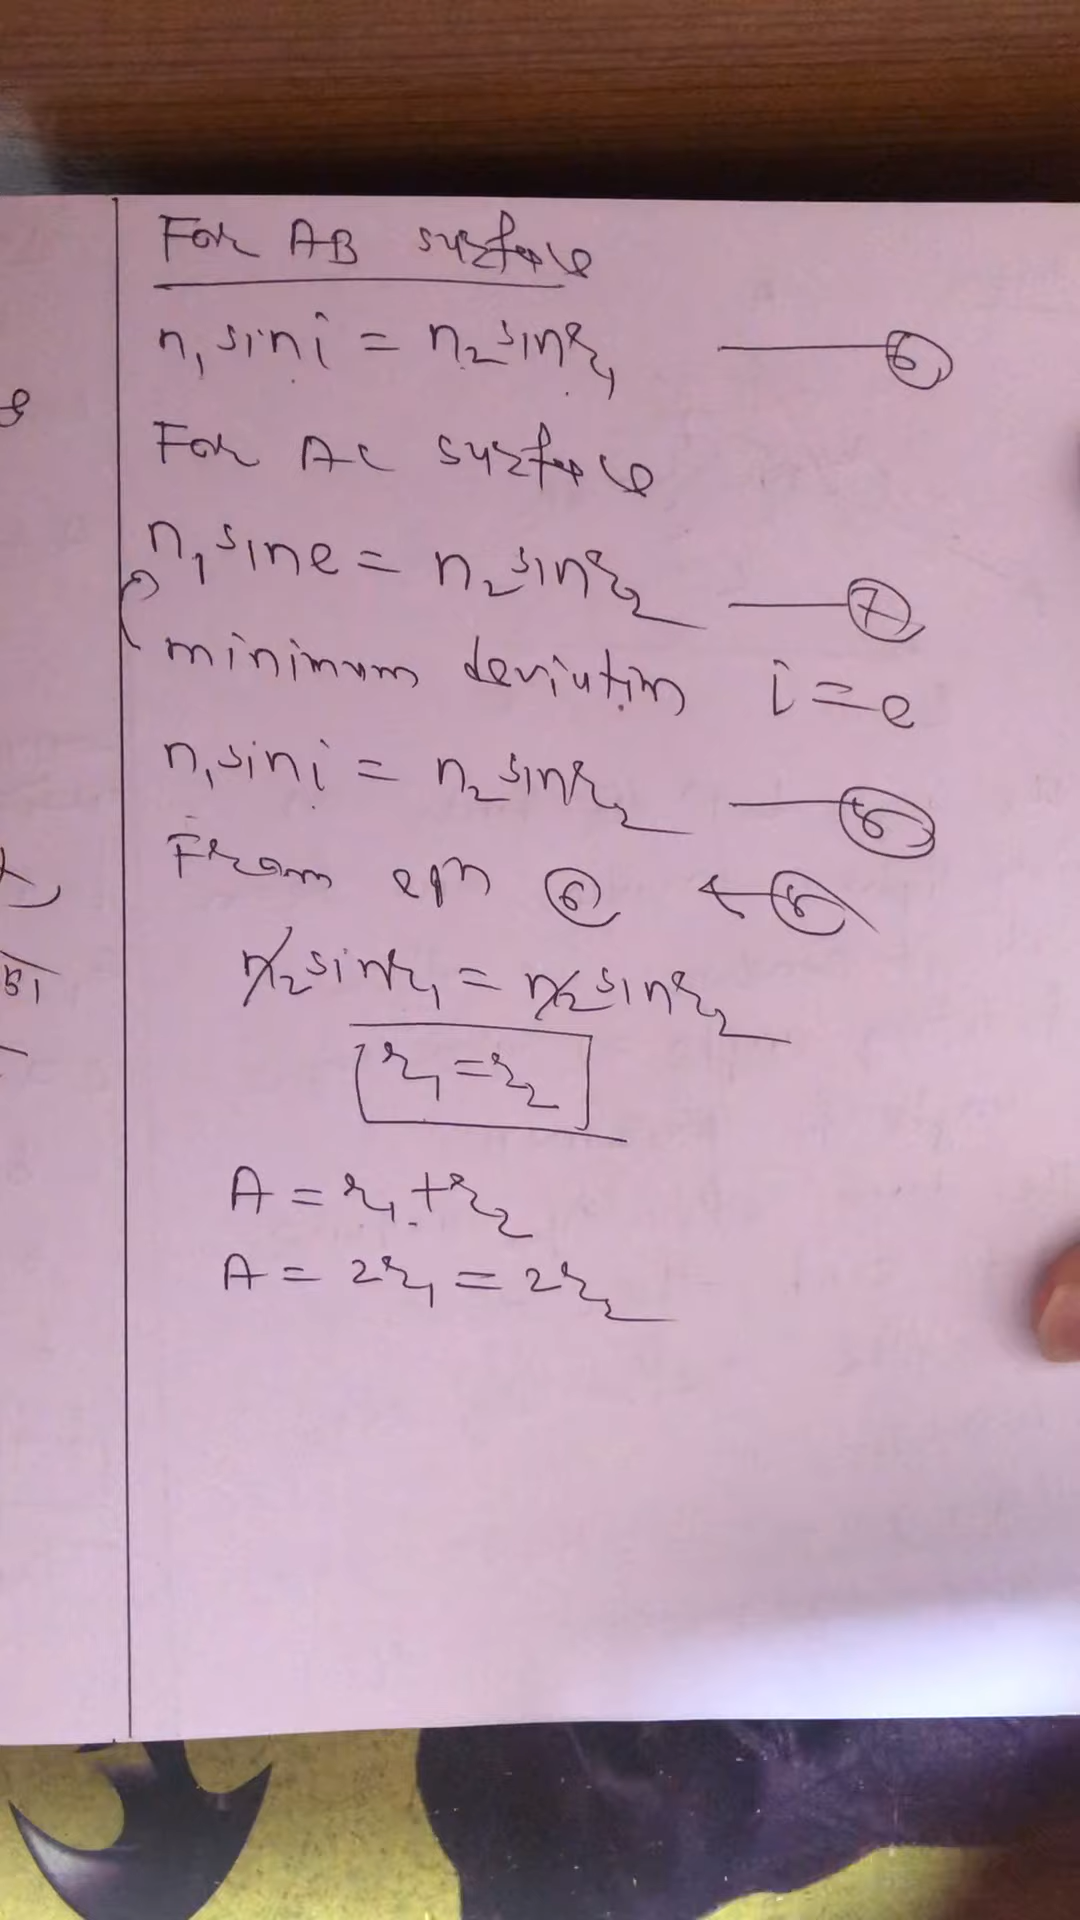 For AB surface
n₁ sin i = n₂ sin r₁ —— ⑥
For AC surface
n₁ sin e = n₂ sin r₂ —— ⑦
minimum deviation i = e
n₁ sin i = n₂ sin r₂ —— ⑧
From eqn ⑥ ← ⑧
n₂ sin r₁ = n₂ sin r₂
r₁ = r₂
A = r₁ + r₂
A = 2r₁ = 2r₂